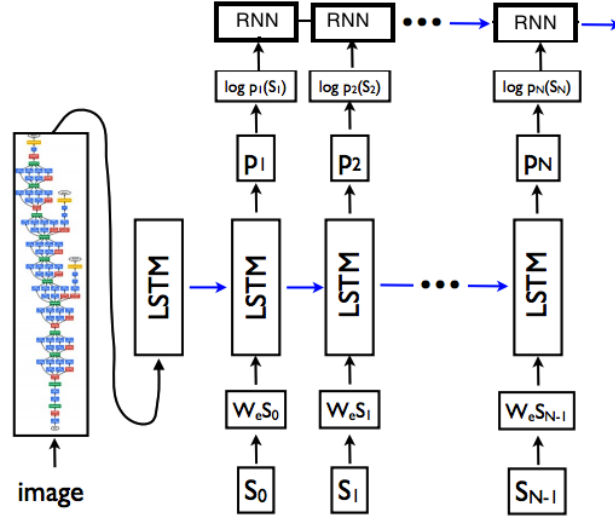 RNN RNN ••• RNN
log p₁(S₁) log p₂(S₂) log pN(SN)
p₁ p₂ pN
LSTM LSTM LSTM ••• LSTM
WₑS₀ WₑS₁ WₑSN-1
image S₀ S₁ SN-1